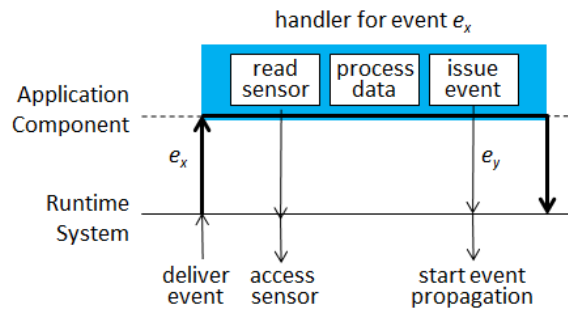 handler for event eₓ
read
sensor
process
data
issue
event
Application
Component
eₓ
e_y
Runtime
System
deliver
event
access
sensor
start event
propagation